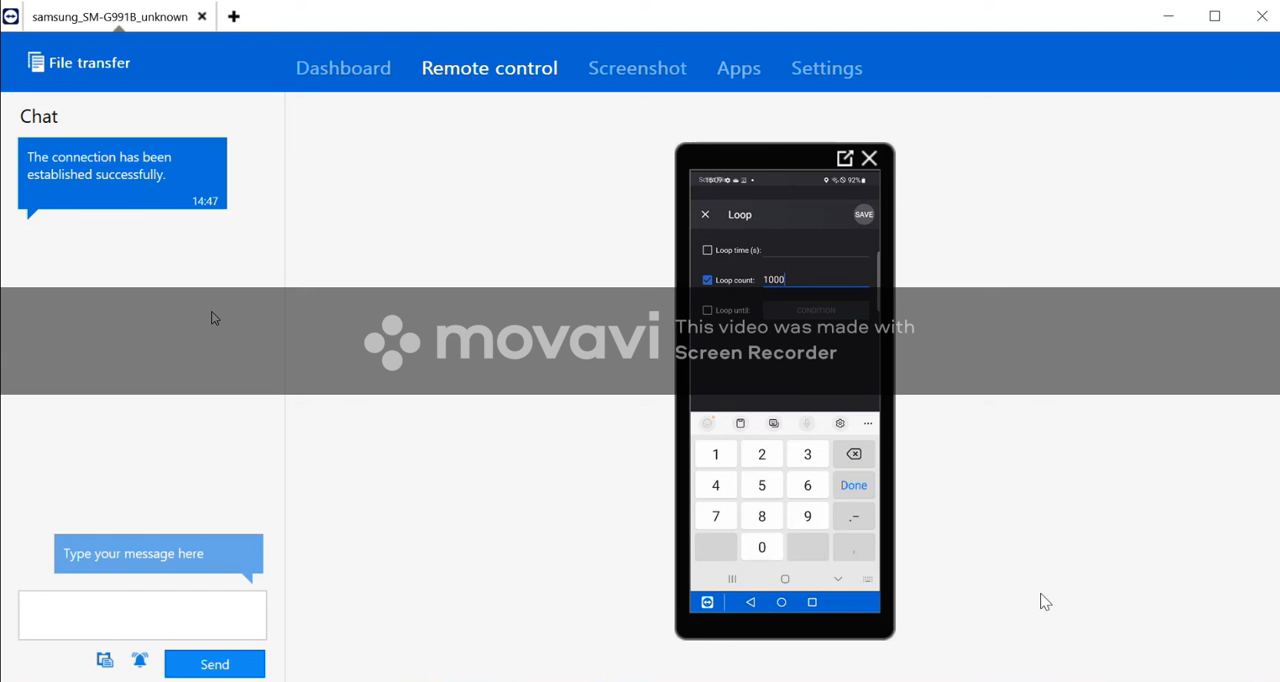 samsung_SM-G991B_unknown
File transfer
Dashboard
Remote control
Screenshot
Apps
Settings
Chat
The connection has been
established successfully.
14:47
92%
Loop
SAVE
Loop time (s):
Loop count:
1000
Loop until:
CONDITION
movavi
This video was made with
Screen Recorder
1 2 3
4 5 6 Done
7 8 9 .-
0 ,
Type your message here
Send